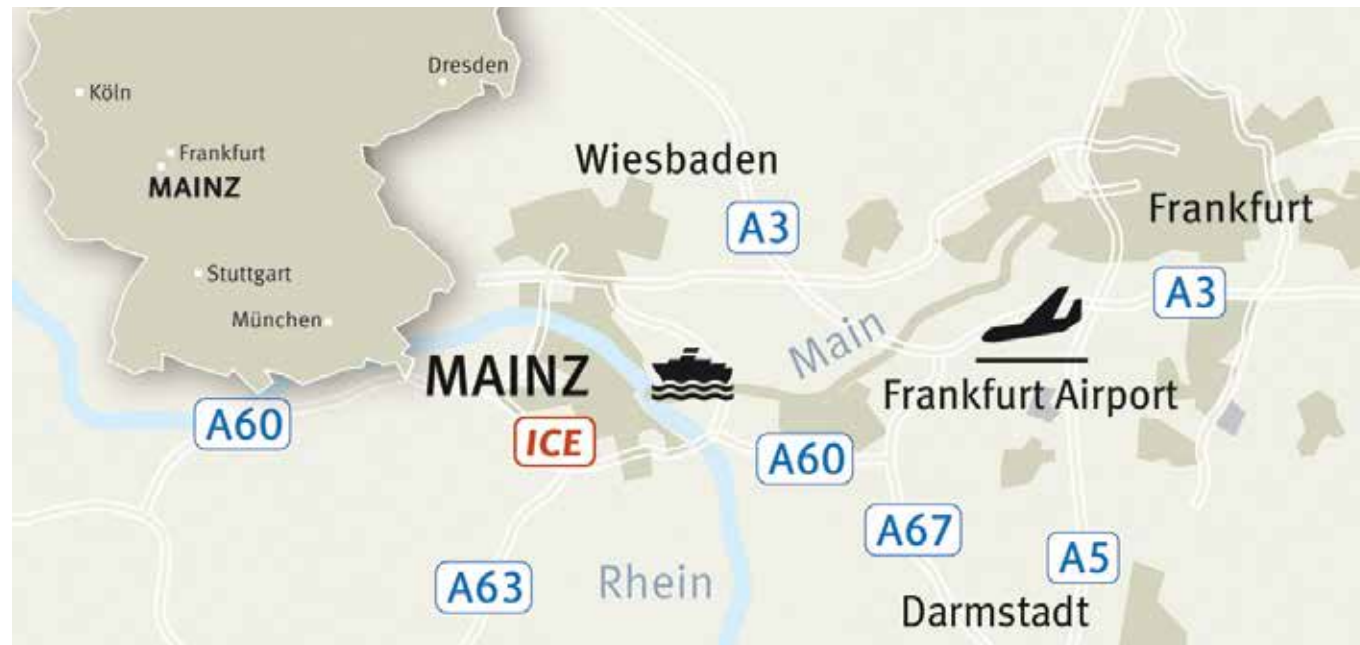 Dresden
Köln
Frankfurt
MAINZ
Stuttgart
München
Wiesbaden
A3
Frankfurt
A3
Main
MAINZ
Frankfurt Airport
A60
ICE
A60
A67
A5
A63
Rhein
Darmstadt